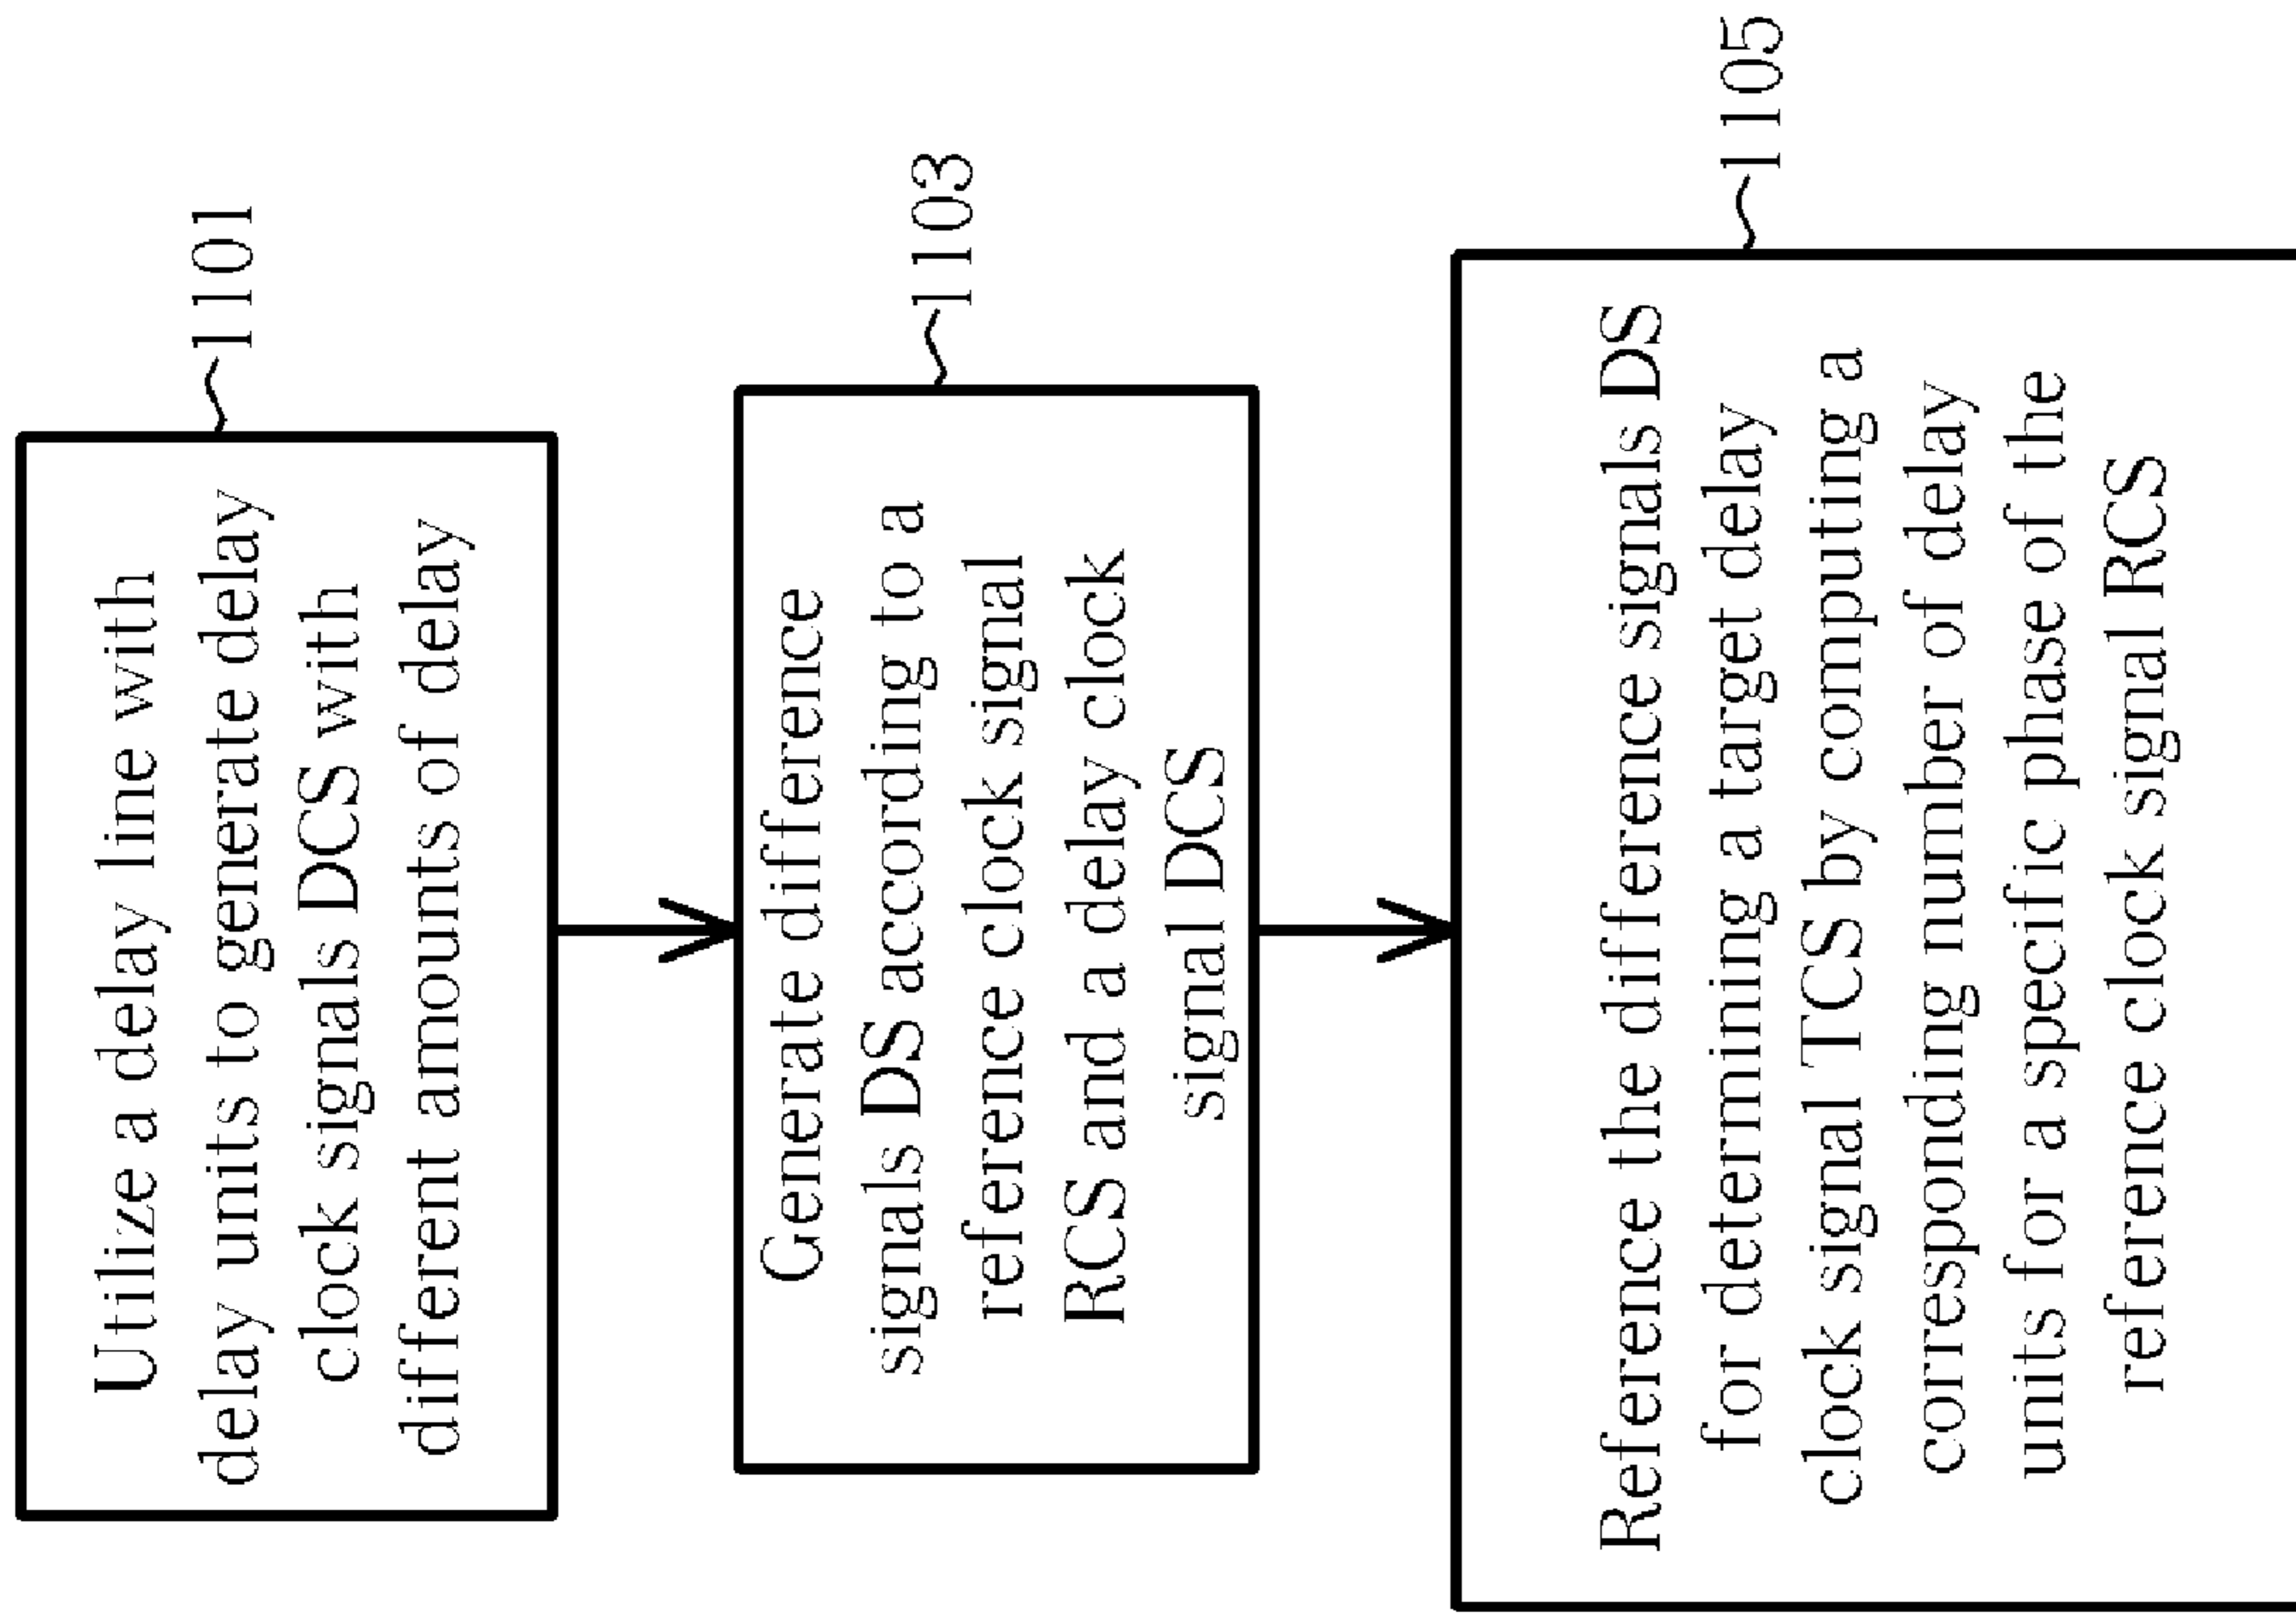 Utilize a delay line with
delay units to generate delay
clock signals DCS with
different amounts of delay
1101
Generate difference
signals DS according to a
reference clock signal
RCS and a delay clock
signal DCS
1103
Reference the difference signals DS
for determining a target delay
clock signal TCS by computing a
corresponding number of delay
units for a specific phase of the
reference clock signal RCS
1105